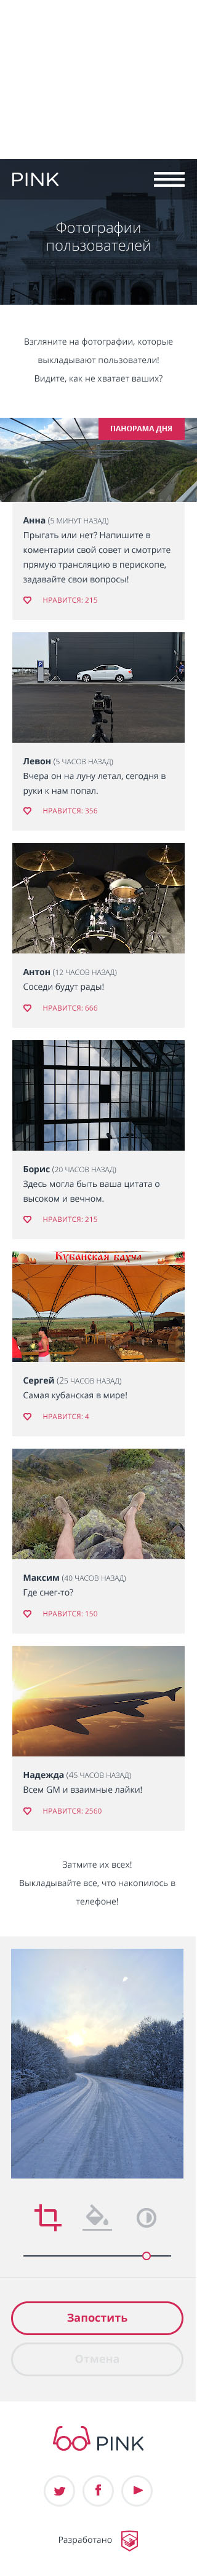 PINK
Фотографии
пользователей
Взгляните на фотографии, которые
выкладывают пользователи!
Видите, как не хватает ваших?
ПАНОРАМА ДНЯ
Анна (5 МИНУТ НАЗАД)
Прыгать или нет? Напишите в
коментарии свой совет и смотрите
прямую трансляцию в перископе,
задавайте свои вопросы!
НРАВИТСЯ: 215
Левон (5 ЧАСОВ НАЗАД)
Вчера он на луну летал, сегодня в
руки к нам попал.
НРАВИТСЯ: 356
Антон (12 ЧАСОВ НАЗАД)
Соседи будут рады!
НРАВИТСЯ: 666
Борис (20 ЧАСОВ НАЗАД)
Здесь могла быть ваша цитата о
высоком и вечном.
НРАВИТСЯ: 215
Кубанская бахча
Сергей (25 ЧАСОВ НАЗАД)
Самая кубанская в мире!
НРАВИТСЯ: 4
Максим (40 ЧАСОВ НАЗАД)
Где снег-то?
НРАВИТСЯ: 150
Надежда (45 ЧАСОВ НАЗАД)
Всем GM и взаимные лайки!
НРАВИТСЯ: 2560
Затмите их всех!
Выкладывайте все, что накопилось в
телефоне!
Запостить
Отмена
PINK
Разработано